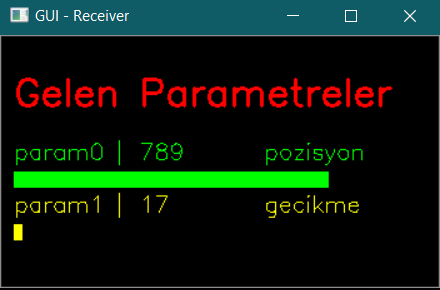 GUI - Receiver
Gelen Parametreler
param0 | 789 pozisyon
param1 | 17 gecikme